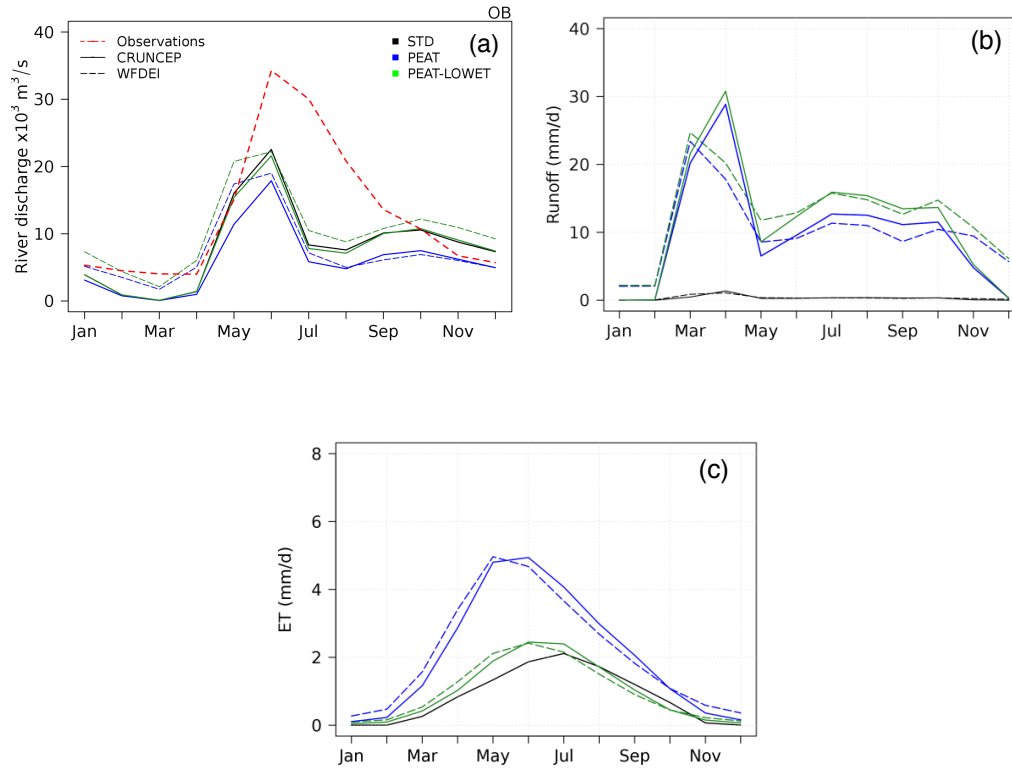 OB
(a)
Observations
CRUNCEP
WFDEI
STD
PEAT
PEAT-LOWET
River discharge x10³ m³/s
40
30
20
10
0
Jan Mar May Jul Sep Nov
(b)
Runoff (mm/d)
40
30
20
10
0
Jan Mar May Jul Sep Nov
(c)
ET (mm/d)
8
6
4
2
0
Jan Mar May Jul Sep Nov